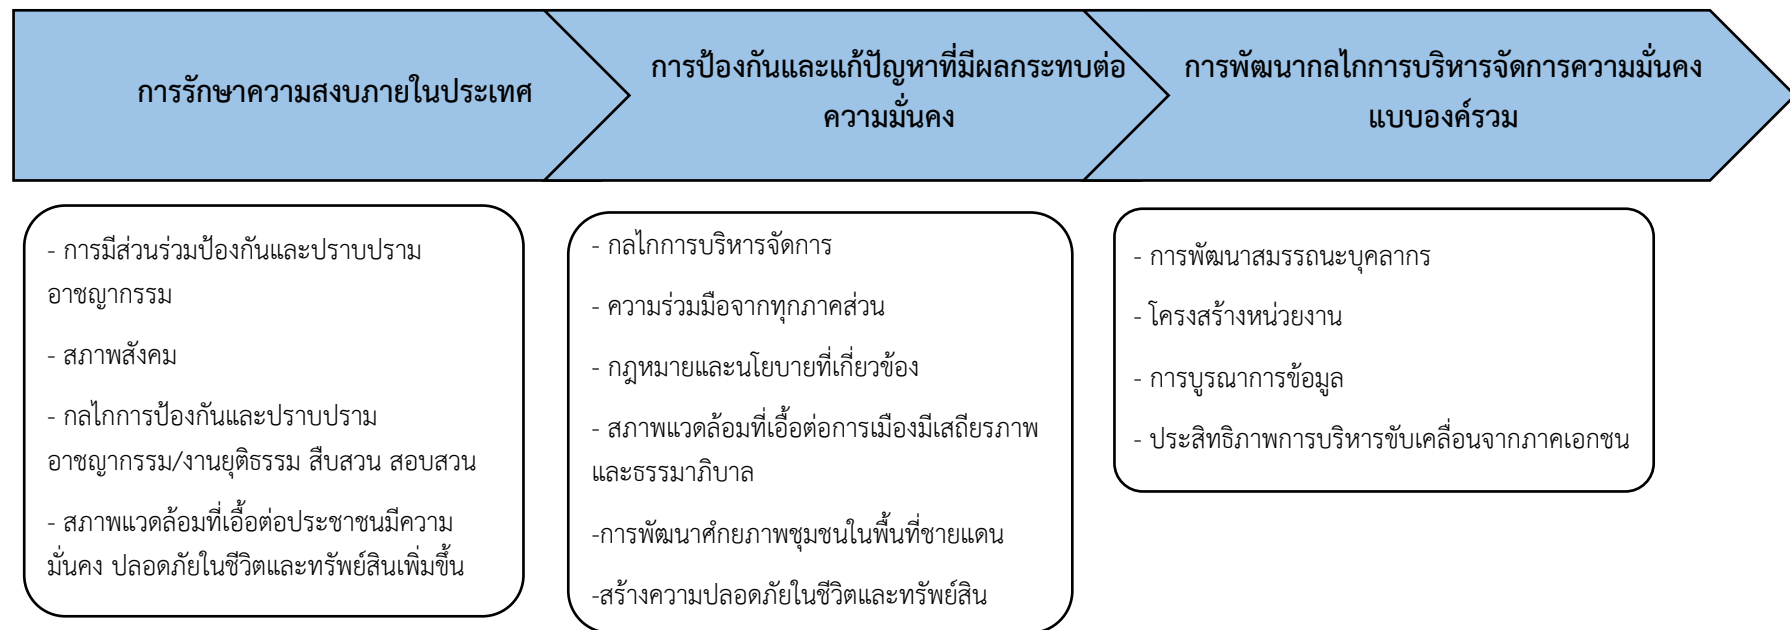 การรักษาความสงบภายในประเทศ
การป้องกันและแก้ปัญหาที่มีผลกระทบต่อ
ความมั่นคง
การพัฒนากลไกการบริหารจัดการความมั่นคง
แบบองค์รวม
- การมีส่วนร่วมป้องกันและปราบปราม
อาชญากรรม
- สภาพสังคม
- กลไกการป้องกันและปราบปราม
อาชญากรรม/งานยุติธรรม สืบสวน สอบสวน
- สภาพแวดล้อมที่เอื้อต่อประชาชนมีความ
มั่นคง ปลอดภัยในชีวิตและทรัพย์สินเพิ่มขึ้น
- กลไกการบริหารจัดการ
- ความร่วมมือจากทุกภาคส่วน
- กฎหมายและนโยบายที่เกี่ยวข้อง
- สภาพแวดล้อมที่เอื้อต่อการเมืองมีเสถียรภาพ
และธรรมาภิบาล
-การพัฒนาศํกยภาพชุมชนในพื้นที่ชายแดน
-สร้างความปลอดภัยในชีวิตและทรัพย์สิน
- การพัฒนาสมรรถนะบุคลากร
- โครงสร้างหน่วยงาน
- การบูรณาการข้อมูล
- ประสิทธิภาพการบริหารขับเคลื่อนจากภาคเอกชน